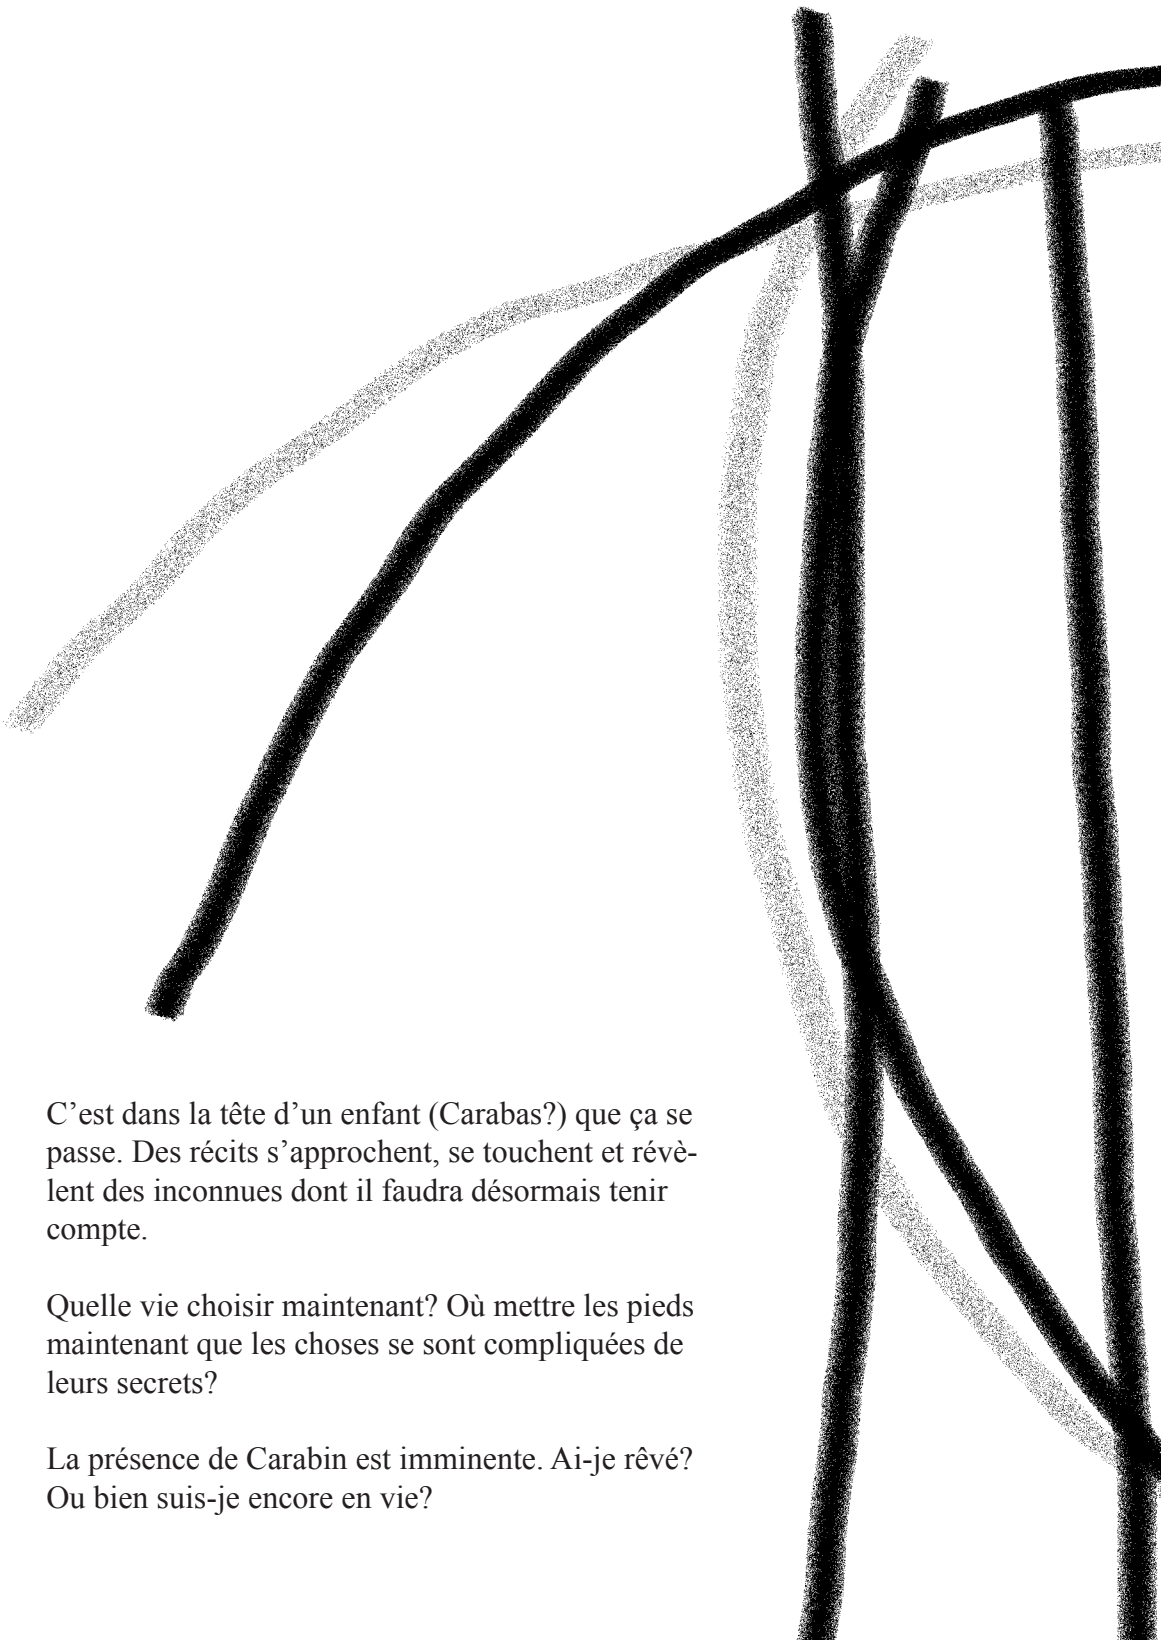 C’est dans la tête d’un enfant (Carabas?) que ça se
passe. Des récits s’approchent, se touchent et révè-
lent des inconnues dont il faudra désormais tenir
compte.
Quelle vie choisir maintenant? Où mettre les pieds
maintenant que les choses se sont compliquées de
leurs secrets?
La présence de Carabin est imminente. Ai-je rêvé?
Ou bien suis-je encore en vie?